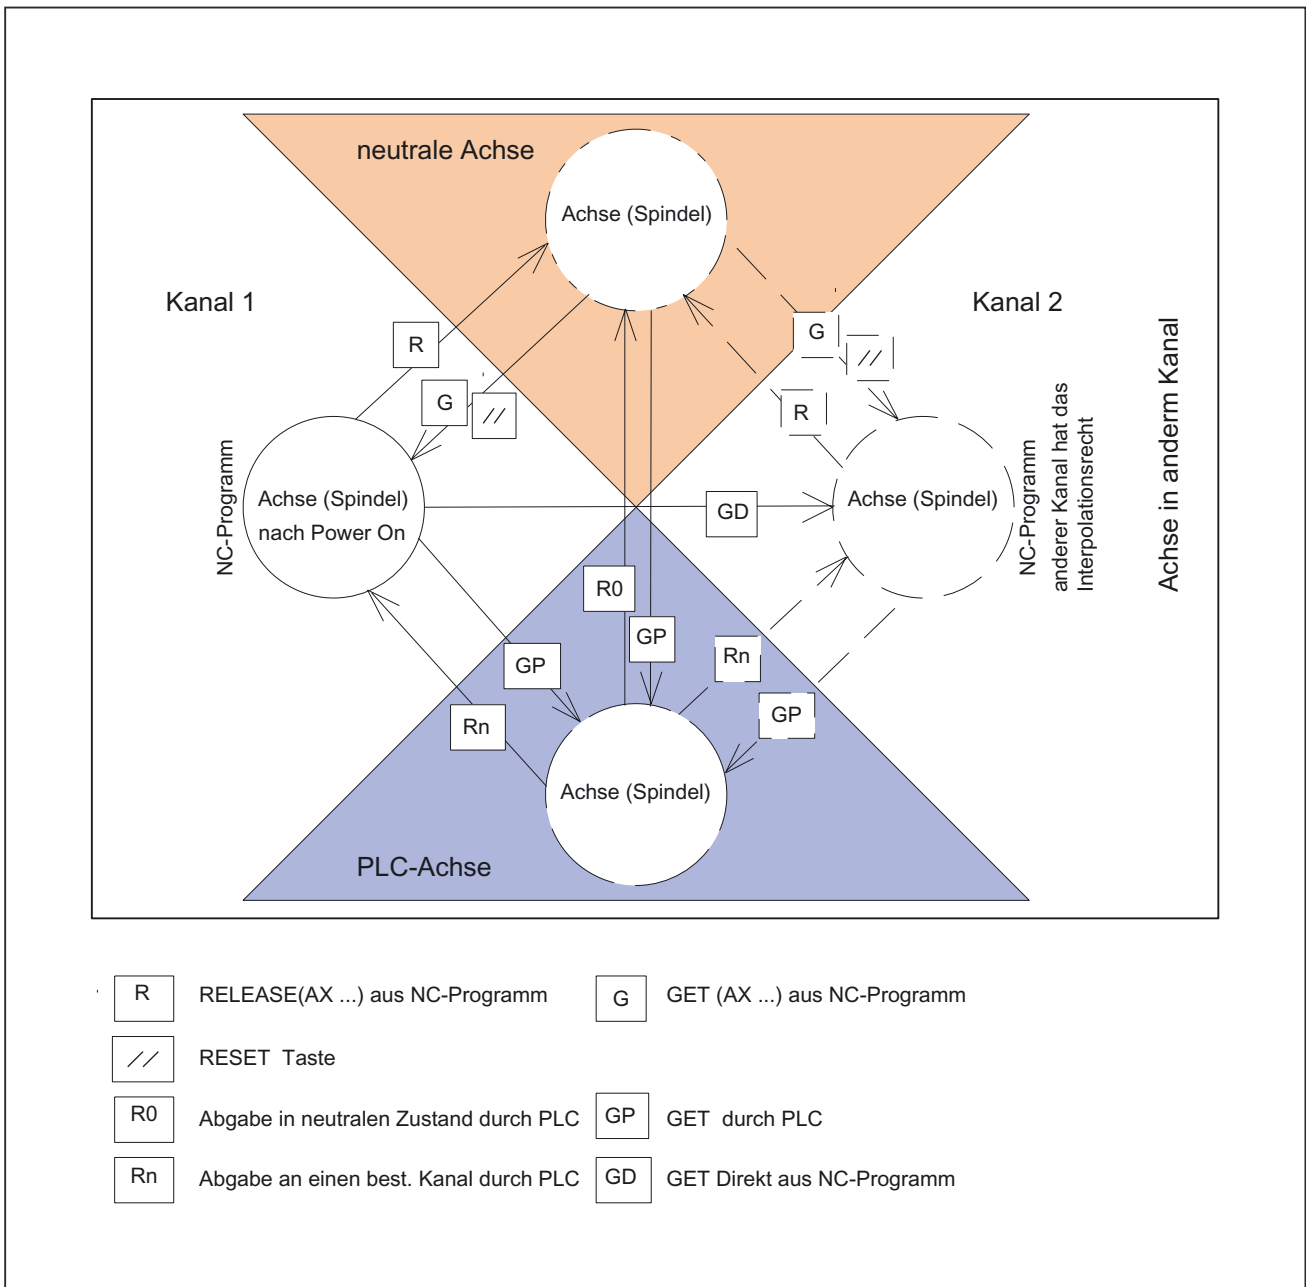 neutrale Achse
Achse (Spindel)
Kanal 1
Kanal 2
R
G
//
G
//
R
NC-Programm
Achse (Spindel)
nach Power On
GD
Achse (Spindel)
NC-Programm
anderer Kanal hat das
Interpolationsrecht
Achse in anderm Kanal
R0
GP
GP
Rn
Rn
GP
Achse (Spindel)
PLC-Achse
R RELEASE(AX ...) aus NC-Programm
G GET (AX ...) aus NC-Programm
// RESET Taste
R0 Abgabe in neutralen Zustand durch PLC
GP GET durch PLC
Rn Abgabe an einen best. Kanal durch PLC
GD GET Direkt aus NC-Programm